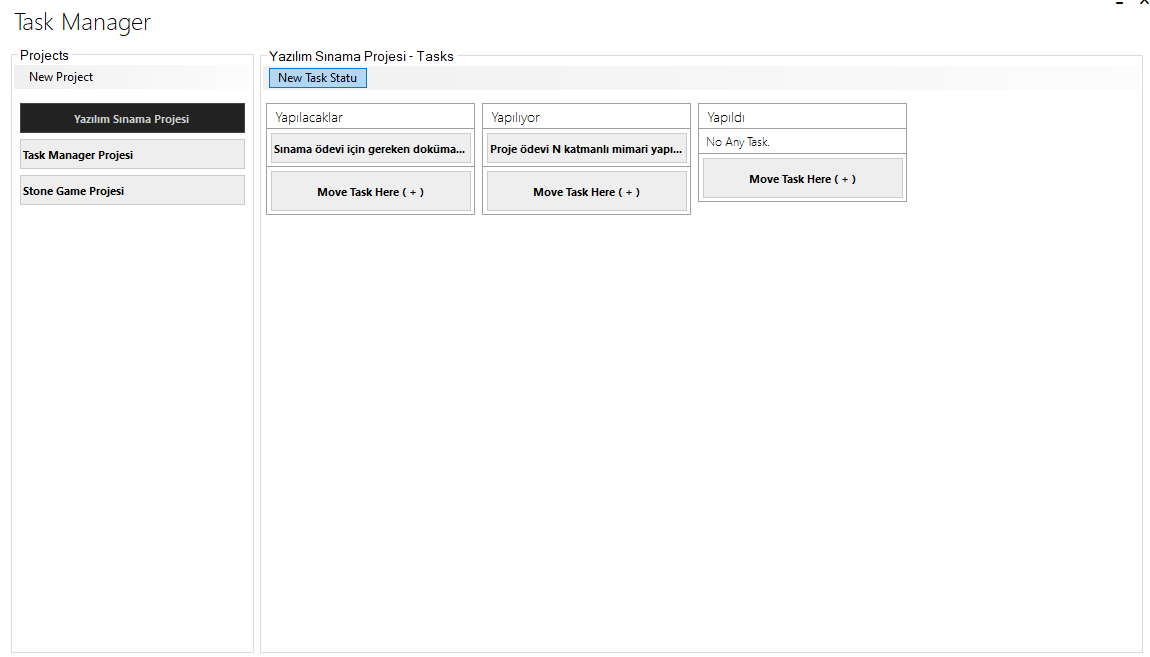 Task Manager
Projects
New Project
Yazılım Sınama Projesi
Task Manager Projesi
Stone Game Projesi
Yazılım Sınama Projesi - Tasks
New Task Statu
Yapılacaklar
Sınama ödevi için gereken doküma...
Move Task Here ( + )
Yapılıyor
Proje ödevi N katmanlı mimari yapı...
Move Task Here ( + )
Yapıldı
No Any Task.
Move Task Here ( + )